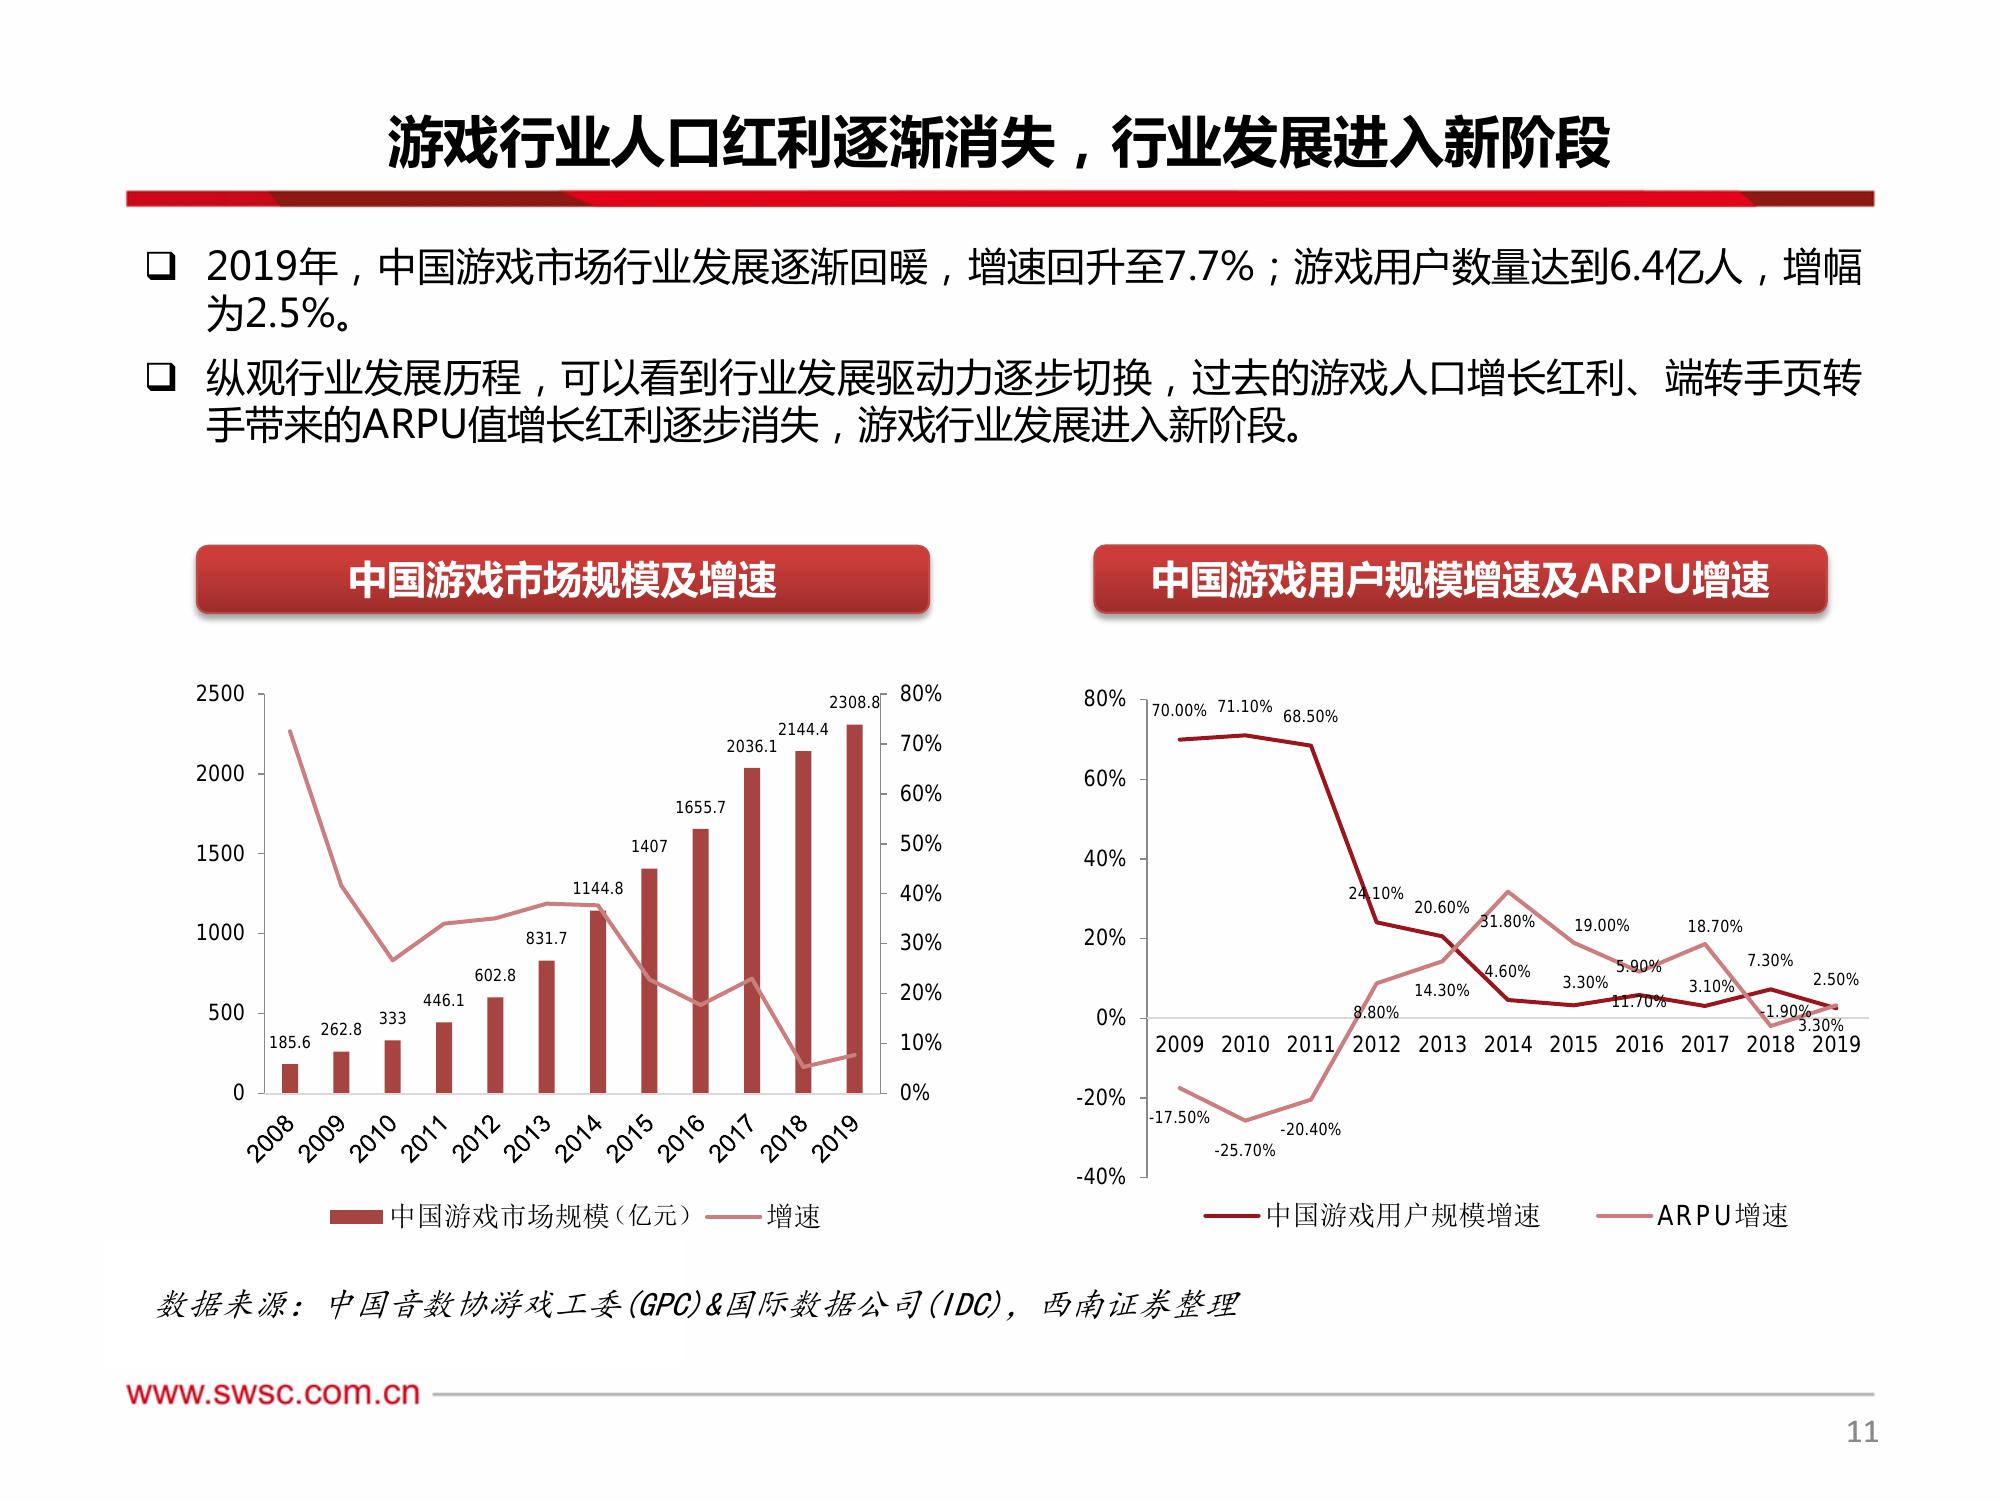 游戏行业人口红利逐渐消失，行业发展进入新阶段
❑ 2019年，中国游戏市场行业发展逐渐回暖，增速回升至7.7%；游戏用户数量达到6.4亿人，增幅
为2.5%。
❑ 纵观行业发展历程，可以看到行业发展驱动力逐步切换，过去的游戏人口增长红利、端转手页转
手带来的ARPU值增长红利逐步消失，游戏行业发展进入新阶段。
中国游戏市场规模及增速
2500
2000
1500
1000
500
0
80%
70%
60%
50%
40%
30%
20%
10%
0%
185.6
262.8
333
446.1
602.8
831.7
1144.8
1407
1655.7
2036.1
2144.4
2308.8
2008 2009 2010 2011 2012 2013 2014 2015 2016 2017 2018 2019
中国游戏市场规模（亿元） 增速
中国游戏用户规模增速及ARPU增速
80%
60%
40%
20%
0%
-20%
-40%
70.00% 71.10% 68.50% 24.10% 20.60% 4.60% 3.30% 5.90% 3.10% 7.30% 2.50%
-17.50% -25.70% -20.40% 8.80% 14.30% 31.80% 19.00% 11.70% 18.70% -1.90% 3.30%
2009 2010 2011 2012 2013 2014 2015 2016 2017 2018 2019
中国游戏用户规模增速 ARPU增速
数据来源：中国音数协游戏工委(GPC)&国际数据公司(IDC)，西南证券整理
www.swsc.com.cn
11